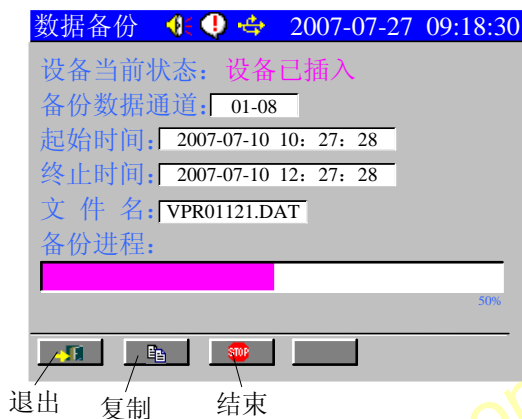 数据备份 2007-07-27 09:18:30
设备当前状态：设备已插入
备份数据通道：01-08
起始时间：2007-07-10 10：27：28
终止时间：2007-07-10 12：27：28
文 件 名：VPR01121.DAT
备份进程：
50%
STOP
退出 复制 结束